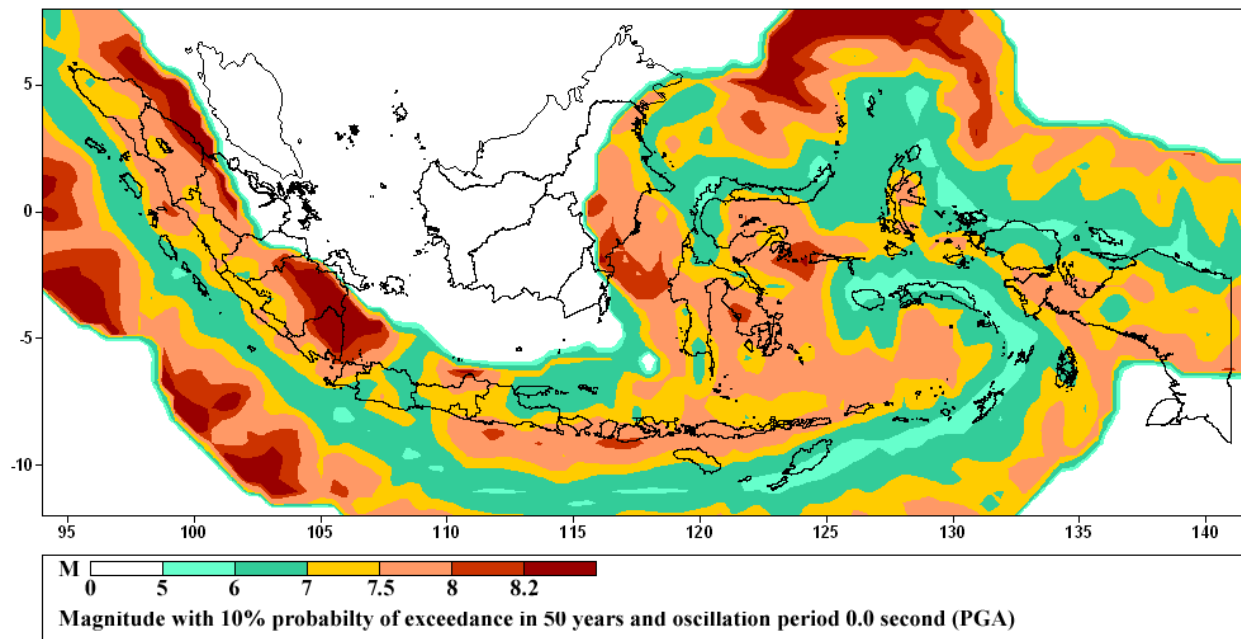 5
0
-5
-10
95 100 105 110 115 120 125 130 135 140
M
0 5 6 7 7.5 8 8.2
Magnitude with 10% probabilty of exceedance in 50 years and oscillation period 0.0 second (PGA)